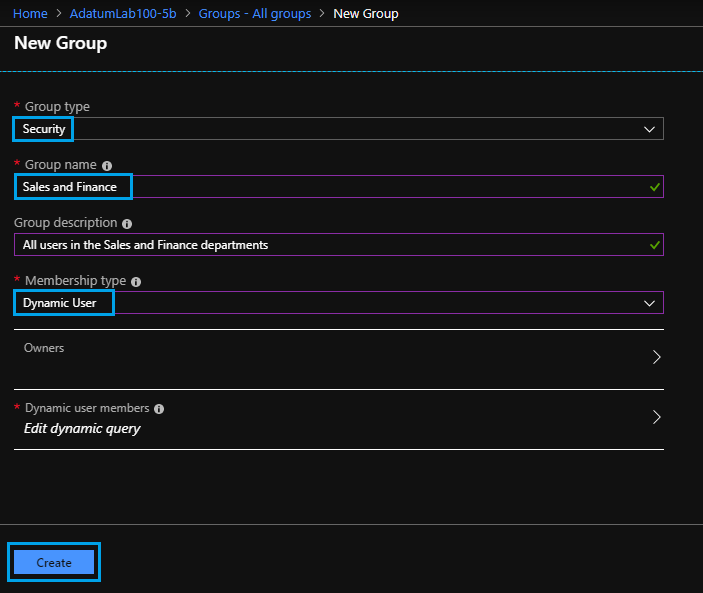 Home > AdatumLab100-5b > Groups - All groups > New Group
New Group
* Group type
Security
* Group name
Sales and Finance
Group description
All users in the Sales and Finance departments
* Membership type
Dynamic User
Owners
* Dynamic user members
Edit dynamic query
Create